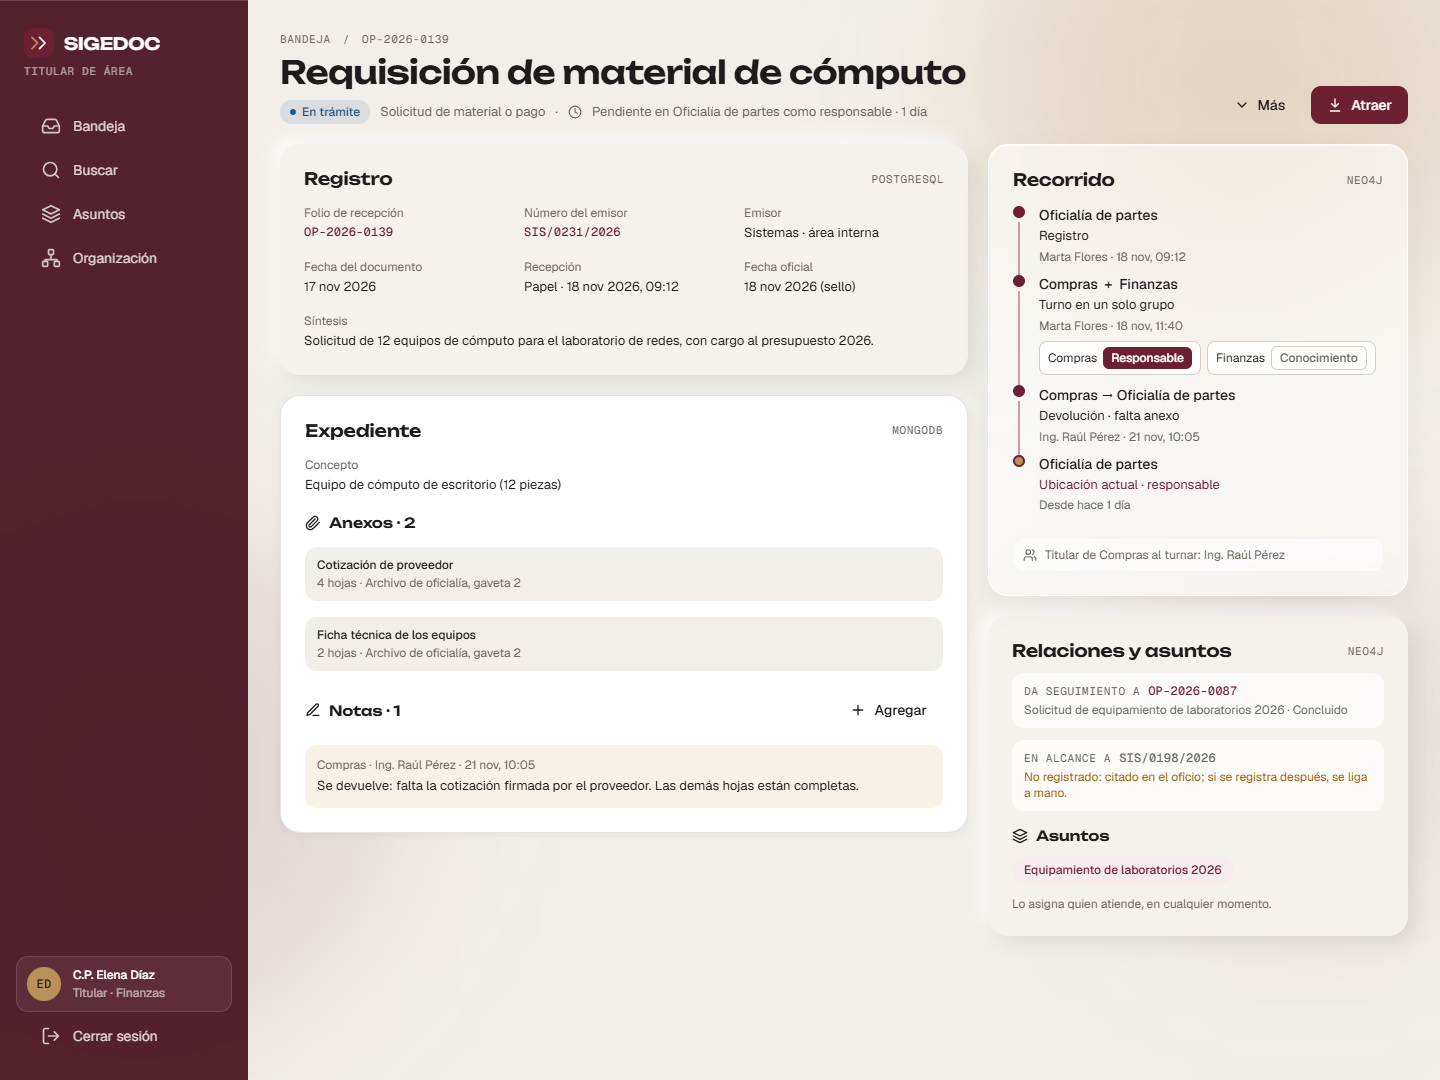 SIGEDOC
TITULAR DE ÁREA
Bandeja
Buscar
Asuntos
Organización
ED
C.P. Elena Díaz
Titular · Finanzas
Cerrar sesión
BANDEJA / OP-2026-0139
Requisición de material de cómputo
En trámite
Solicitud de material o pago · Pendiente en Oficialía de partes como responsable · 1 día
Más
Atraer
Registro
POSTGRESQL
Folio de recepción
OP-2026-0139
Número del emisor
SIS/0231/2026
Emisor
Sistemas · área interna
Fecha del documento
17 nov 2026
Recepción
Papel · 18 nov 2026, 09:12
Fecha oficial
18 nov 2026 (sello)
Síntesis
Solicitud de 12 equipos de cómputo para el laboratorio de redes, con cargo al presupuesto 2026.
Expediente
MONGODB
Concepto
Equipo de cómputo de escritorio (12 piezas)
Anexos · 2
Cotización de proveedor
4 hojas · Archivo de oficialía, gaveta 2
Ficha técnica de los equipos
2 hojas · Archivo de oficialía, gaveta 2
Notas · 1
Agregar
Compras · Ing. Raúl Pérez · 21 nov, 10:05
Se devuelve: falta la cotización firmada por el proveedor. Las demás hojas están completas.
Recorrido
NEO4J
Oficialía de partes
Registro
Marta Flores · 18 nov, 09:12
Compras + Finanzas
Turno en un solo grupo
Marta Flores · 18 nov, 11:40
Compras Responsable
Finanzas Conocimiento
Compras → Oficialía de partes
Devolución · falta anexo
Ing. Raúl Pérez · 21 nov, 10:05
Oficialía de partes
Ubicación actual · responsable
Desde hace 1 día
Titular de Compras al turnar: Ing. Raúl Pérez
Relaciones y asuntos
NEO4J
DA SEGUIMIENTO A OP-2026-0087
Solicitud de equipamiento de laboratorios 2026 · Concluido
EN ALCANCE A SIS/0198/2026
No registrado: citado en el oficio; si se registra después, se liga
a mano.
Asuntos
Equipamiento de laboratorios 2026
Lo asigna quien atiende, en cualquier momento.